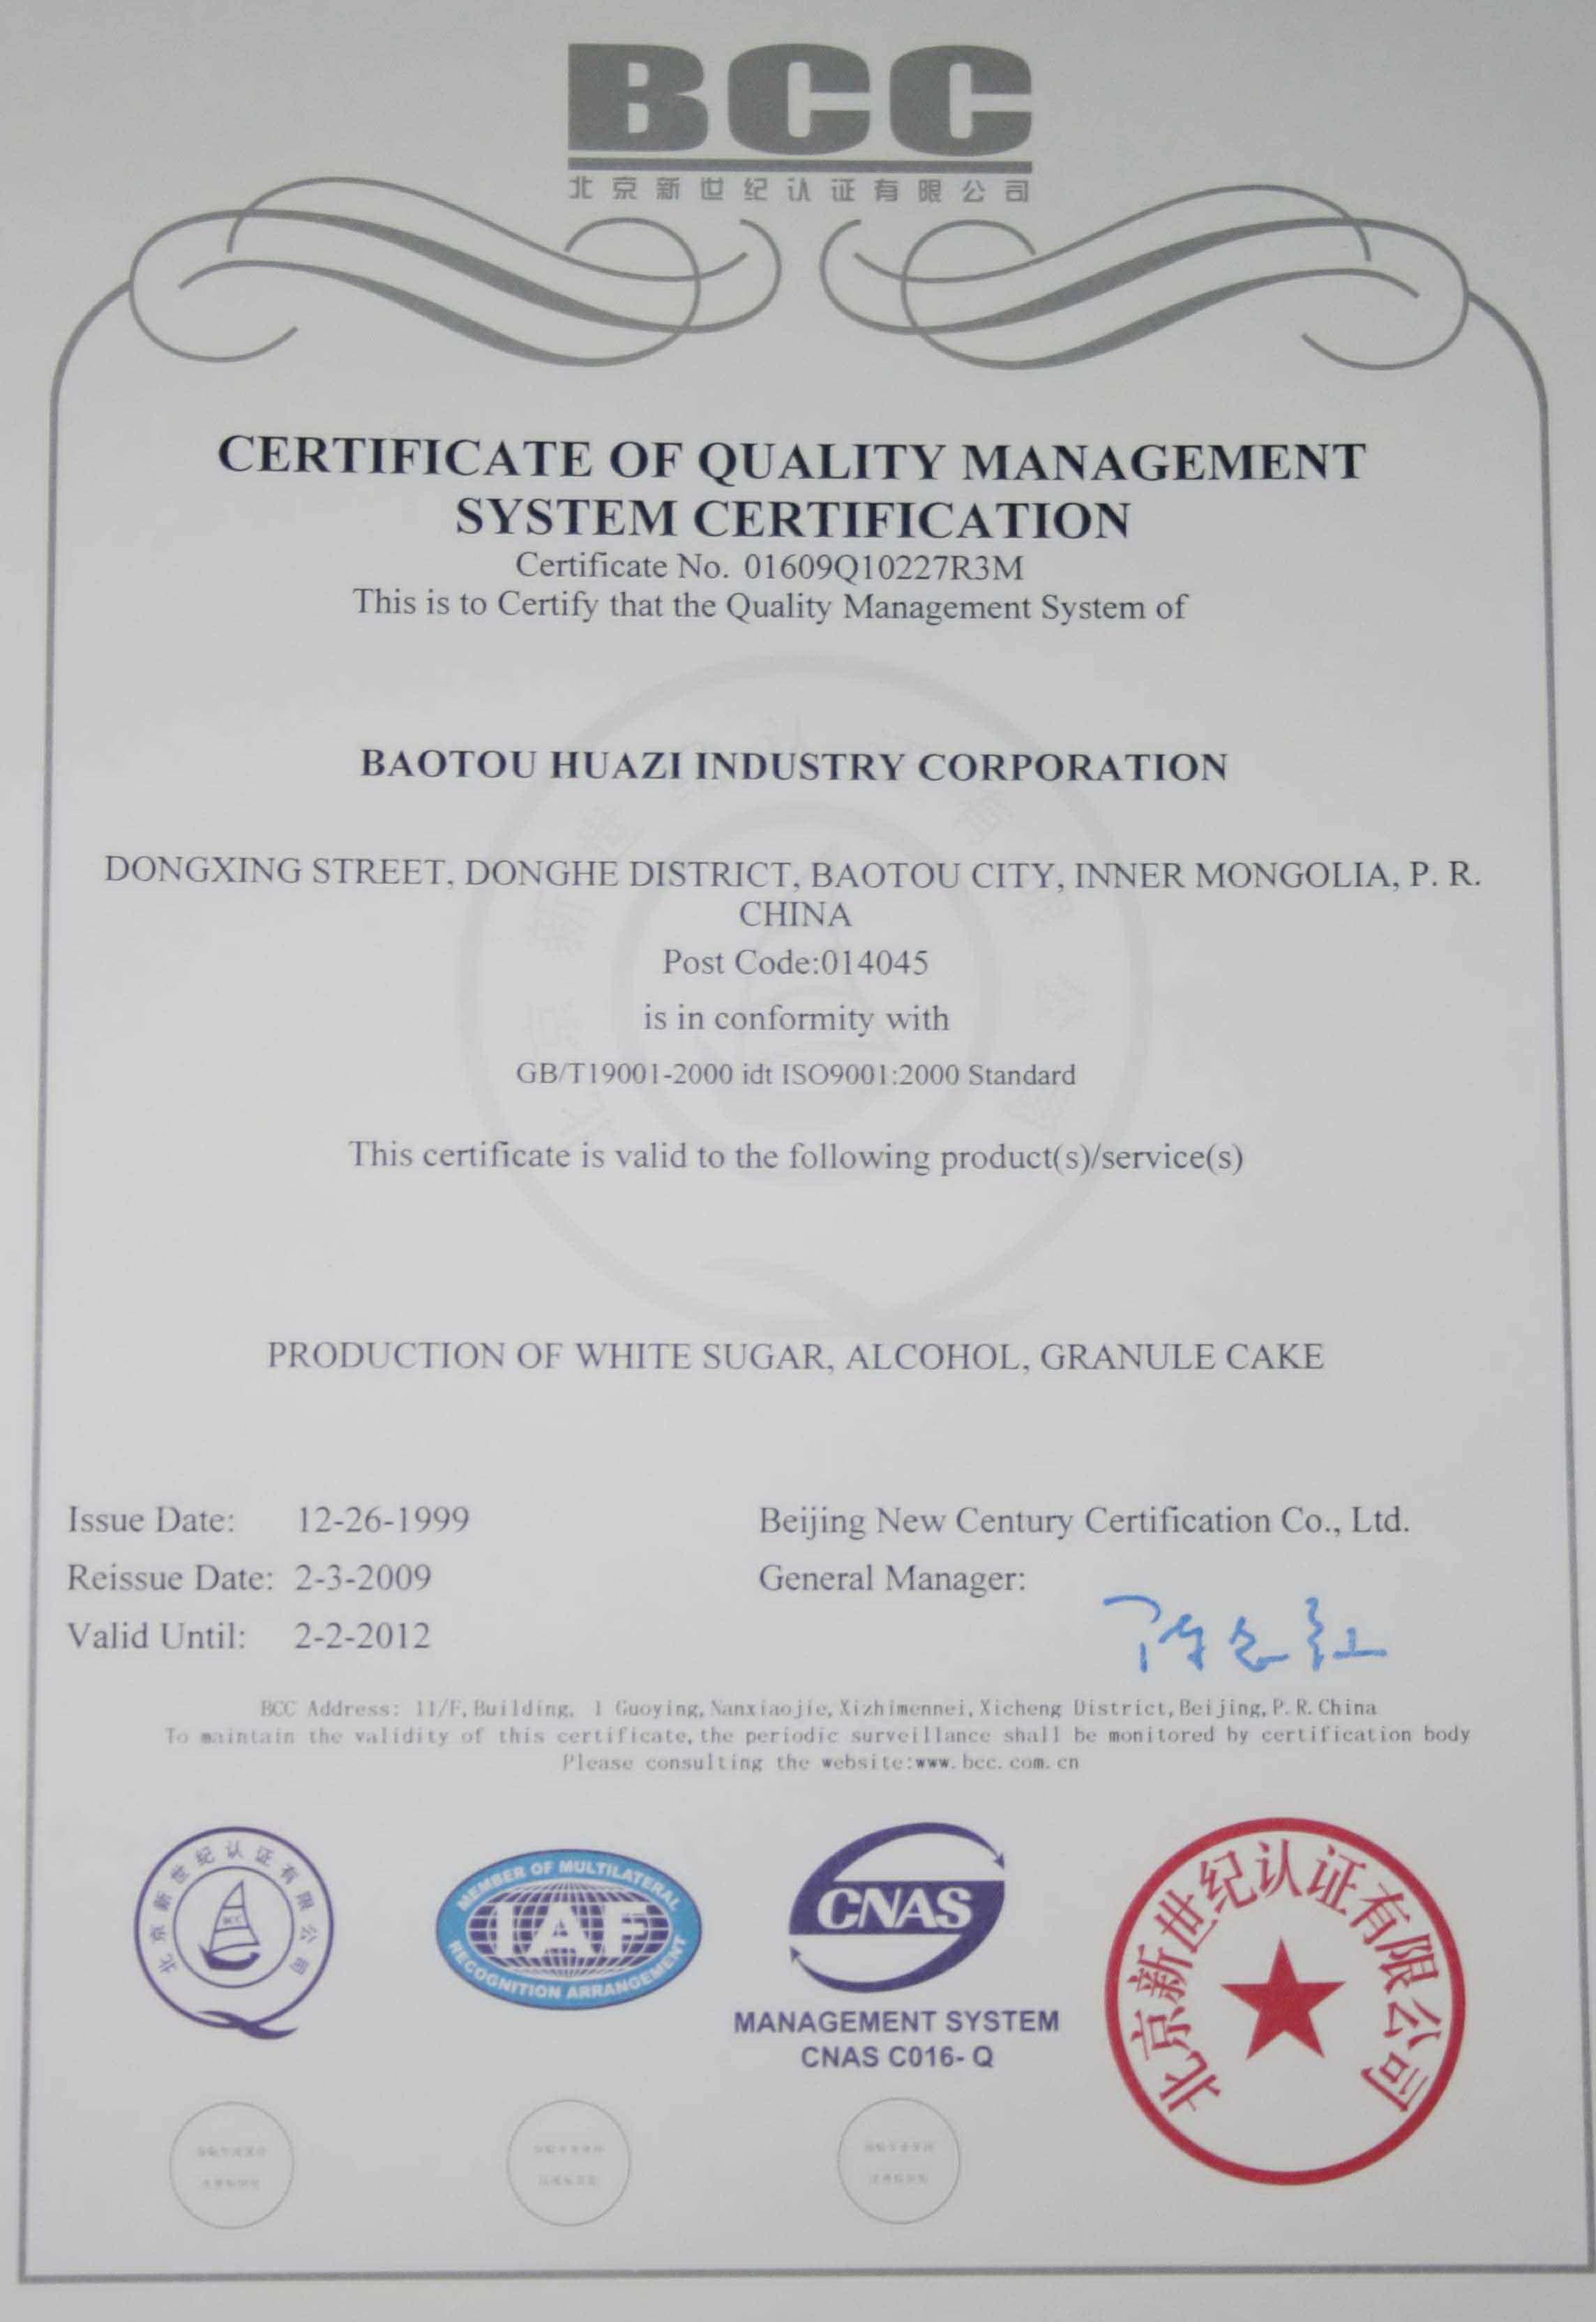 BCC
北京新世纪认证有限公司
CERTIFICATE OF QUALITY MANAGEMENT
SYSTEM CERTIFICATION
Certificate No. 01609Q10227R3M
This is to Certify that the Quality Management System of
BAOTOU HUAZI INDUSTRY CORPORATION
DONGXING STREET, DONGHE DISTRICT, BAOTOU CITY, INNER MONGOLIA, P. R.
CHINA
Post Code:014045
is in conformity with
GB/T19001-2000 idt ISO9001:2000 Standard
This certificate is valid to the following product(s)/service(s)
PRODUCTION OF WHITE SUGAR, ALCOHOL, GRANULE CAKE
Issue Date: 12-26-1999
Beijing New Century Certification Co., Ltd.
Reissue Date: 2-3-2009
General Manager:
Valid Until: 2-2-2012
BCC Address: 11/F, Building, 1 Guoying, Nanxiaojie, Xizhimennei, Xicheng District, Beijing, P. R. China
To maintain the validity of this certificate, the periodic surveillance shall be monitored by certification body
Please consulting the website:www.bcc.com.cn
北京新世纪认证有限公司
BCC
MEMBER OF MULTILATERAL
IAF
RECOGNITION ARRANGEMENT
CNAS
MANAGEMENT SYSTEM
CNAS C016- Q
北京新世纪认证有限公司